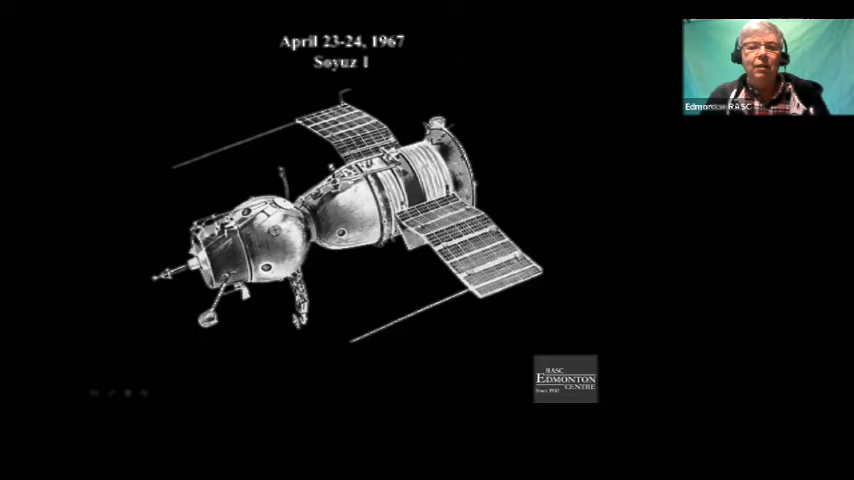 April 23-24, 1967
Soyuz 1
Edmonton RASC
RASC
EDMONTON
CENTRE